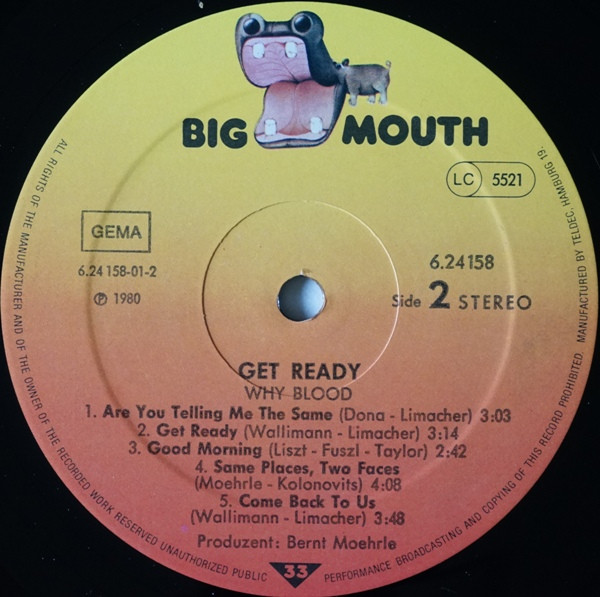 BIG MOUTH
LC 5521
GEMA
6.24 158-01-2
℗ 1980
6.24158
Side 2 STEREO
GET READY
WHY BLOOD
1. Are You Telling Me The Same (Dona - Limacher) 3:03
2. Get Ready (Wallimann - Limacher) 3:14
3. Good Morning (Liszt - Fuszl - Taylor) 2:42
4. Same Places, Two Faces
(Moehrle - Kolonovits) 4:08
5. Come Back To Us
(Wallimann - Limacher) 3:48
Produzent: Bernt Moehrle
33
ALL RIGHTS OF THE MANUFACTURER AND OF THE OWNER OF THE RECORDED WORK RESERVED UNAUTHORIZED PUBLIC PERFORMANCE BROADCASTING AND COPYING OF THIS RECORD PROHIBITED. MANUFACTURED BY TELDEC, HAMBURG 19.